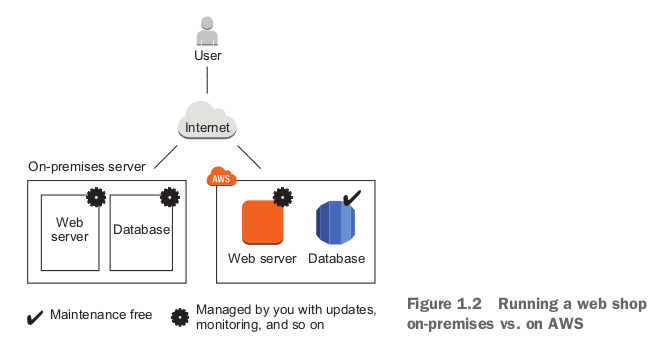 User
Internet
On-premises server
AWS
Web
server
Database
Web server
Database
Maintenance free
Managed by you with updates,
monitoring, and so on
Figure 1.2 Running a web shop
on-premises vs. on AWS